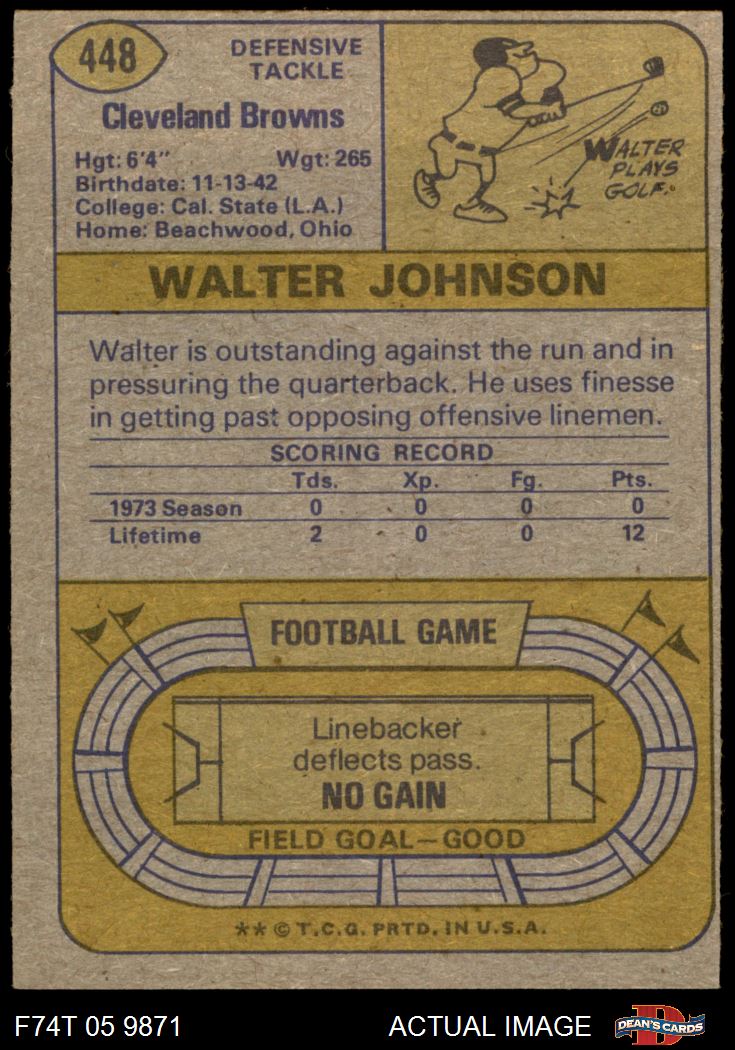 448
DEFENSIVE
TACKLE
Cleveland Browns
Hgt: 6'4" Wgt: 265
Birthdate: 11-13-42
College: Cal. State (L.A.)
Home: Beachwood, Ohio
WALTER
PLAYS
GOLF.
WALTER JOHNSON
Walter is outstanding against the run and in
pressuring the quarterback. He uses finesse
in getting past opposing offensive linemen.
SCORING RECORD
Tds. Xp. Fg. Pts.
1973 Season 0 0 0 0
Lifetime 2 0 0 12
FOOTBALL GAME
Linebacker
deflects pass.
NO GAIN
FIELD GOAL—GOOD
** © T.C.G. PRTD. IN U.S.A.
F74T 05 9871 ACTUAL IMAGE DEAN'S CARDS